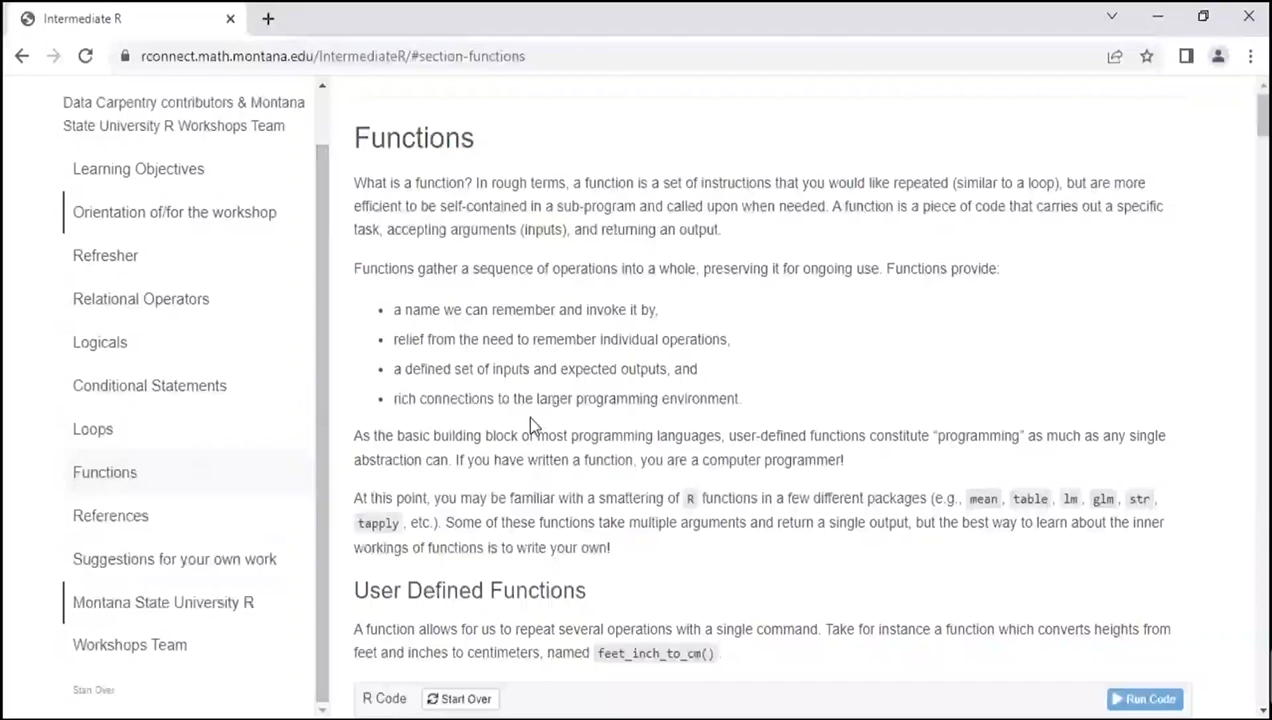 Intermediate R
rconnect.math.montana.edu/IntermediateR/#section-functions
Data Carpentry contributors & Montana
State University R Workshops Team
Learning Objectives
Orientation of/for the workshop
Refresher
Relational Operators
Logicals
Conditional Statements
Loops
Functions
References
Suggestions for your own work
Montana State University R
Workshops Team
Start Over
Functions
What is a function? In rough terms, a function is a set of instructions that you would like repeated (similar to a loop), but are more
efficient to be self-contained in a sub-program and called upon when needed. A function is a piece of code that carries out a specific
task, accepting arguments (inputs), and returning an output.
Functions gather a sequence of operations into a whole, preserving it for ongoing use. Functions provide:
• a name we can remember and invoke it by,
• relief from the need to remember individual operations,
• a defined set of inputs and expected outputs, and
• rich connections to the larger programming environment.
As the basic building block of most programming languages, user-defined functions constitute “programming” as much as any single
abstraction can. If you have written a function, you are a computer programmer!
At this point, you may be familiar with a smattering of R functions in a few different packages (e.g., mean, table, lm, glm, str,
tapply, etc.). Some of these functions take multiple arguments and return a single output, but the best way to learn about the inner
workings of functions is to write your own!
User Defined Functions
A function allows for us to repeat several operations with a single command. Take for instance a function which converts heights from
feet and inches to centimeters, named feet_inch_to_cm()
R Code Start Over Run Code